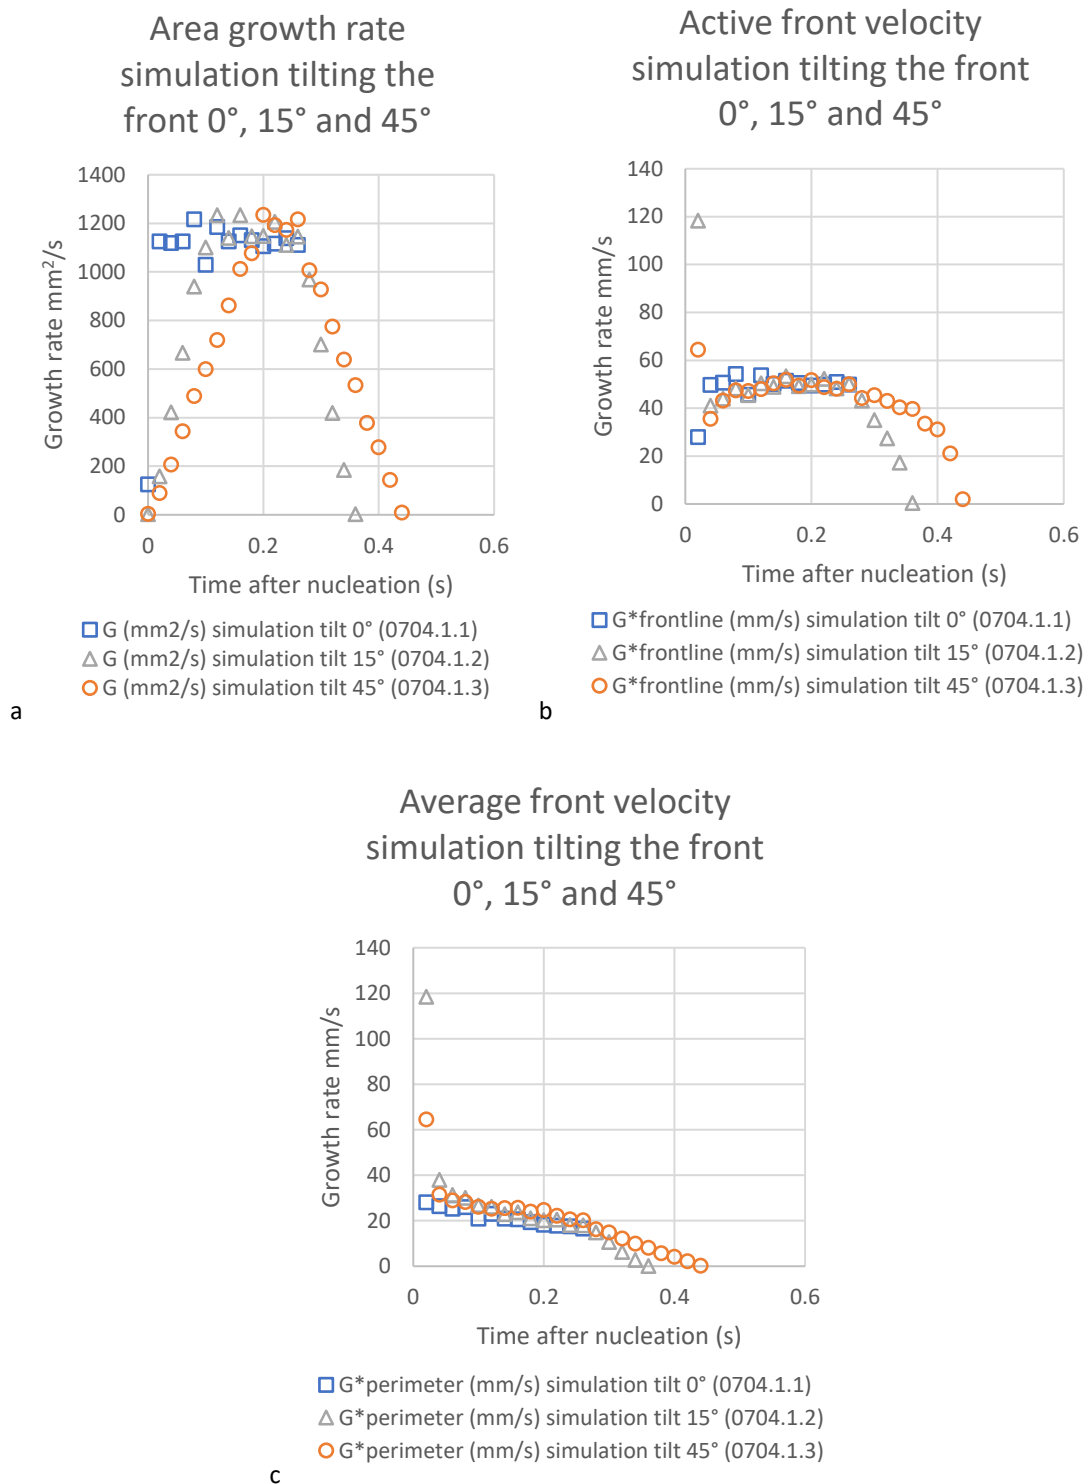 Area growth rate
simulation tilting the
front 0°, 15° and 45°
1400
1200
1000
800
600
400
200
0
Growth rate mm²/s
0 0.2 0.4 0.6
Time after nucleation (s)
G (mm2/s) simulation tilt 0° (0704.1.1)
G (mm2/s) simulation tilt 15° (0704.1.2)
G (mm2/s) simulation tilt 45° (0704.1.3)
a
Active front velocity
simulation tilting the front
0°, 15° and 45°
140
120
100
80
60
40
20
0
Growth rate mm/s
0 0.2 0.4 0.6
Time after nucleation (s)
G*frontline (mm/s) simulation tilt 0° (0704.1.1)
G*frontline (mm/s) simulation tilt 15° (0704.1.2)
G*frontline (mm/s) simulation tilt 45° (0704.1.3)
b
Average front velocity
simulation tilting the front
0°, 15° and 45°
140
120
100
80
60
40
20
0
Growth rate mm/s
0 0.2 0.4 0.6
Time after nucleation (s)
G*perimeter (mm/s) simulation tilt 0° (0704.1.1)
G*perimeter (mm/s) simulation tilt 15° (0704.1.2)
G*perimeter (mm/s) simulation tilt 45° (0704.1.3)
c